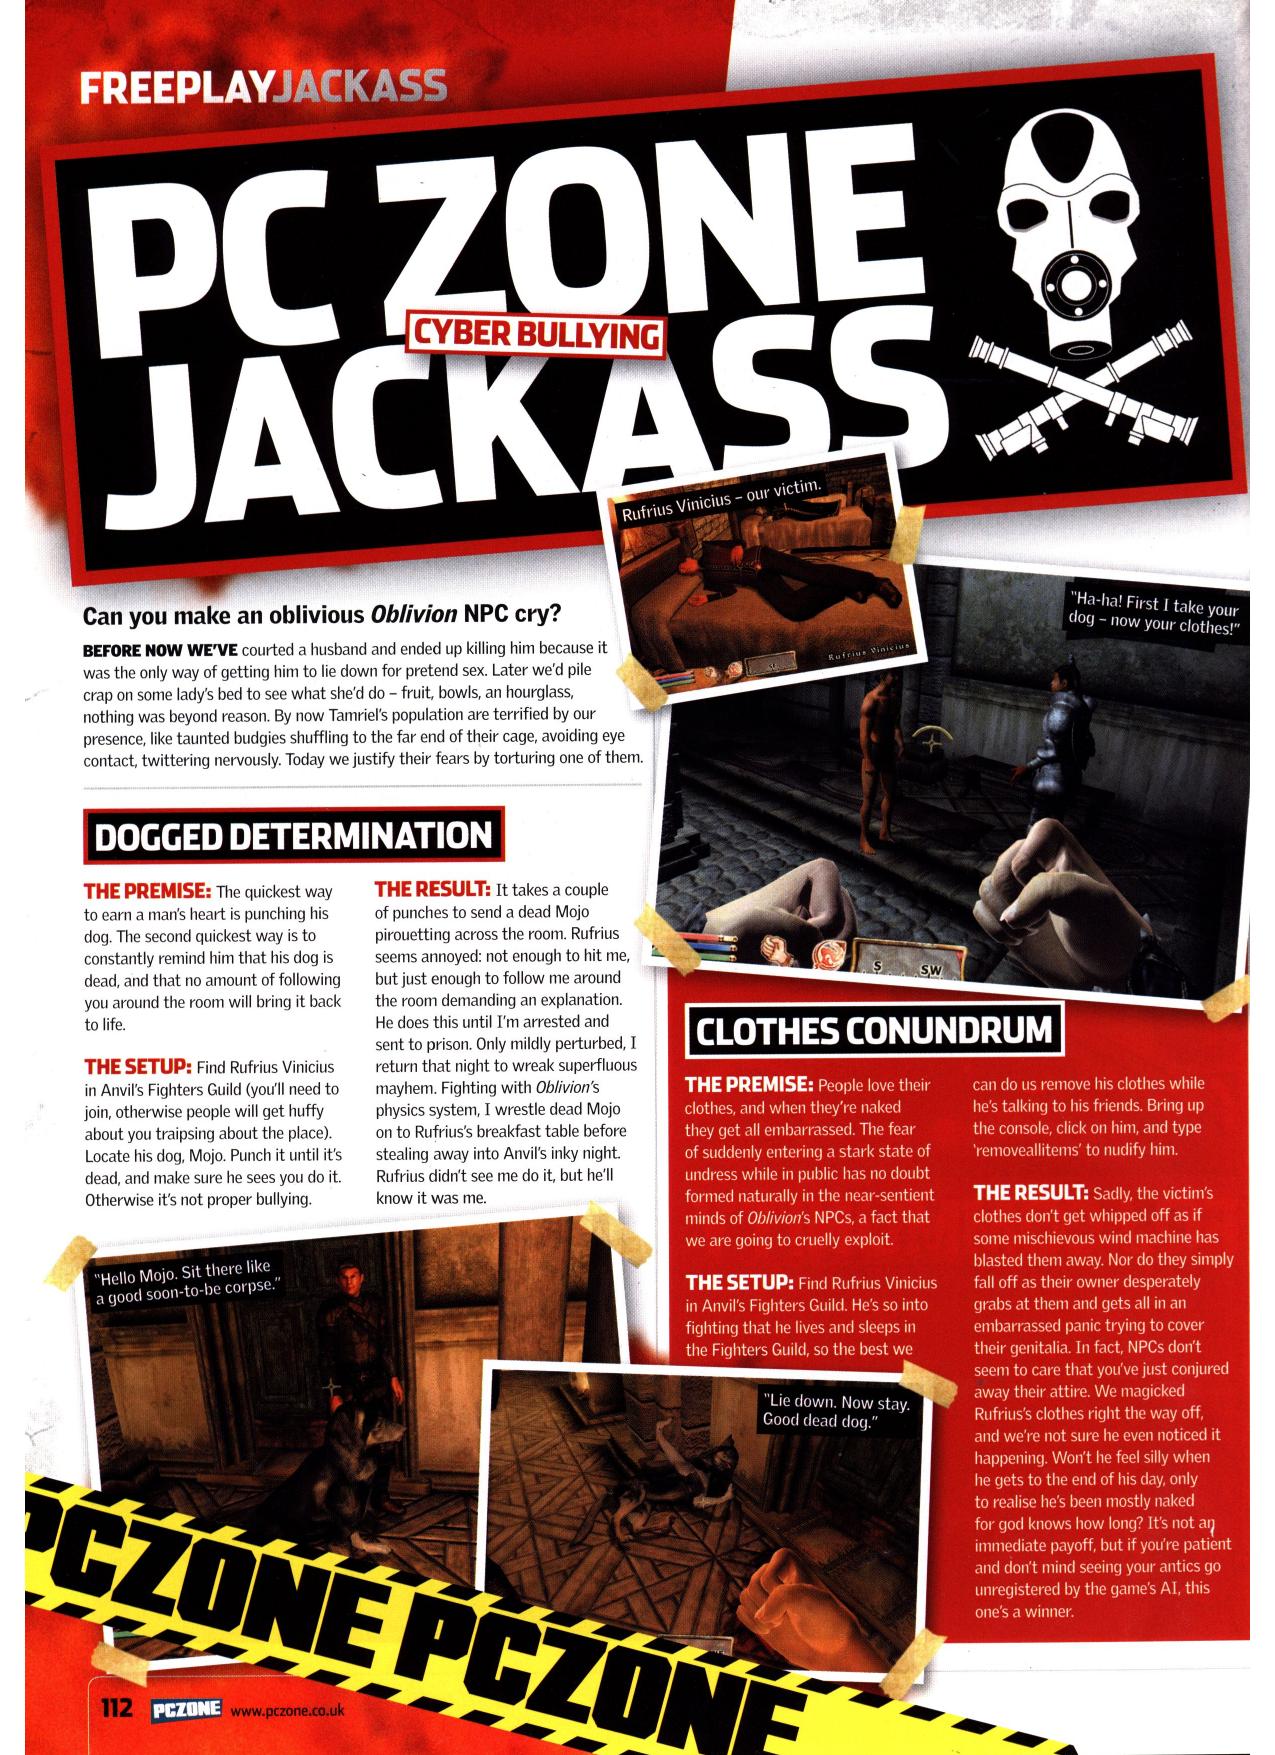 FREEPLAYJACKASS
PC ZONE
CYBER BULLYING
JACKASS
Rufrius Vinicius – our victim.
Rufrius Vinicius
"Ha-ha! First I take your
dog – now your clothes!"
S SW
Can you make an oblivious Oblivion NPC cry?
BEFORE NOW WE'VE courted a husband and ended up killing him because it
was the only way of getting him to lie down for pretend sex. Later we'd pile
crap on some lady's bed to see what she'd do – fruit, bowls, an hourglass,
nothing was beyond reason. By now Tamriel's population are terrified by our
presence, like taunted budgies shuffling to the far end of their cage, avoiding eye
contact, twittering nervously. Today we justify their fears by torturing one of them.
DOGGED DETERMINATION
THE PREMISE: The quickest way
to earn a man's heart is punching his
dog. The second quickest way is to
constantly remind him that his dog is
dead, and that no amount of following
you around the room will bring it back
to life.
THE SETUP: Find Rufrius Vinicius
in Anvil's Fighters Guild (you'll need to
join, otherwise people will get huffy
about you traipsing about the place).
Locate his dog, Mojo. Punch it until it's
dead, and make sure he sees you do it.
Otherwise it's not proper bullying.
THE RESULT: It takes a couple
of punches to send a dead Mojo
pirouetting across the room. Rufrius
seems annoyed: not enough to hit me,
but just enough to follow me around
the room demanding an explanation.
He does this until I'm arrested and
sent to prison. Only mildly perturbed, I
return that night to wreak superfluous
mayhem. Fighting with Oblivion's
physics system, I wrestle dead Mojo
on to Rufrius's breakfast table before
stealing away into Anvil's inky night.
Rufrius didn't see me do it, but he'll
know it was me.
"Hello Mojo. Sit there like
a good soon-to-be corpse."
"Lie down. Now stay.
Good dead dog."
CLOTHES CONUNDRUM
THE PREMISE: People love their
clothes, and when they're naked
they get all embarrassed. The fear
of suddenly entering a stark state of
undress while in public has no doubt
formed naturally in the near-sentient
minds of Oblivion's NPCs, a fact that
we are going to cruelly exploit.
THE SETUP: Find Rufrius Vinicius
in Anvil's Fighters Guild. He's so into
fighting that he lives and sleeps in
the Fighters Guild, so the best we
can do us remove his clothes while
he's talking to his friends. Bring up
the console, click on him, and type
'removeallitems' to nudify him.
THE RESULT: Sadly, the victim's
clothes don't get whipped off as if
some mischievous wind machine has
blasted them away. Nor do they simply
fall off as their owner desperately
grabs at them and gets all in an
embarrassed panic trying to cover
their genitalia. In fact, NPCs don't
seem to care that you've just conjured
away their attire. We magicked
Rufrius's clothes right the way off,
and we're not sure he even noticed it
happening. Won't he feel silly when
he gets to the end of his day, only
to realise he's been mostly naked
for god knows how long? It's not an
immediate payoff, but if you're patient
and don't mind seeing your antics go
unregistered by the game's AI, this
one's a winner.
PCZONE PCZONE
112 PCZONE www.pczone.co.uk